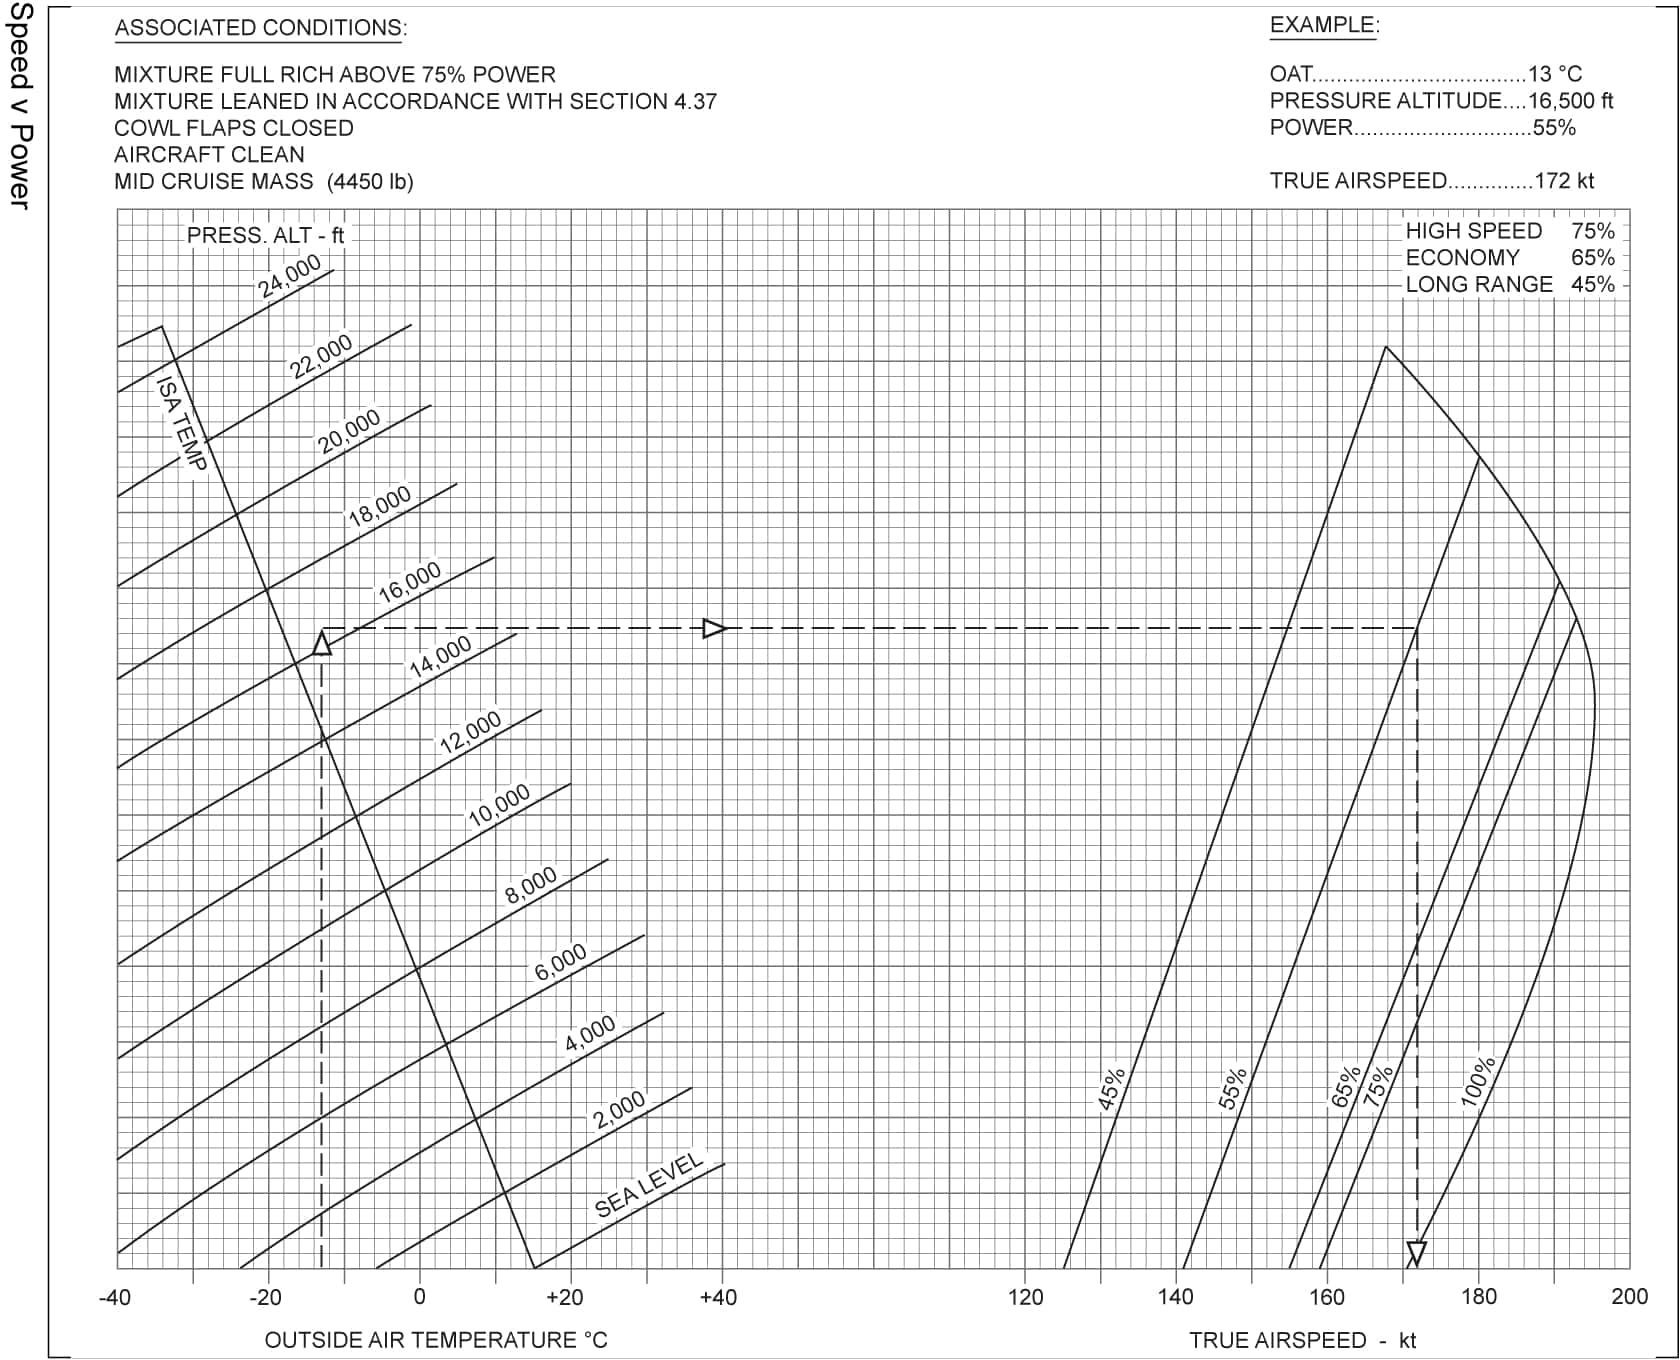 Speed v Power
ASSOCIATED CONDITIONS:
MIXTURE FULL RICH ABOVE 75% POWER
MIXTURE LEANED IN ACCORDANCE WITH SECTION 4.37
COWL FLAPS CLOSED
AIRCRAFT CLEAN
MID CRUISE MASS (4450 lb)
EXAMPLE:
OAT...................................13 °C
PRESSURE ALTITUDE....16,500 ft
POWER.............................55%
TRUE AIRSPEED..............172 kt
HIGH SPEED 75%
ECONOMY 65%
LONG RANGE 45%
PRESS. ALT - ft
24,000
22,000
20,000
18,000
16,000
14,000
12,000
10,000
8,000
6,000
4,000
2,000
SEA LEVEL
ISA TEMP
45%
55%
65%
75%
100%
-40 -20 0 +20 +40 120 140 160 180 200
OUTSIDE AIR TEMPERATURE °C
TRUE AIRSPEED - kt